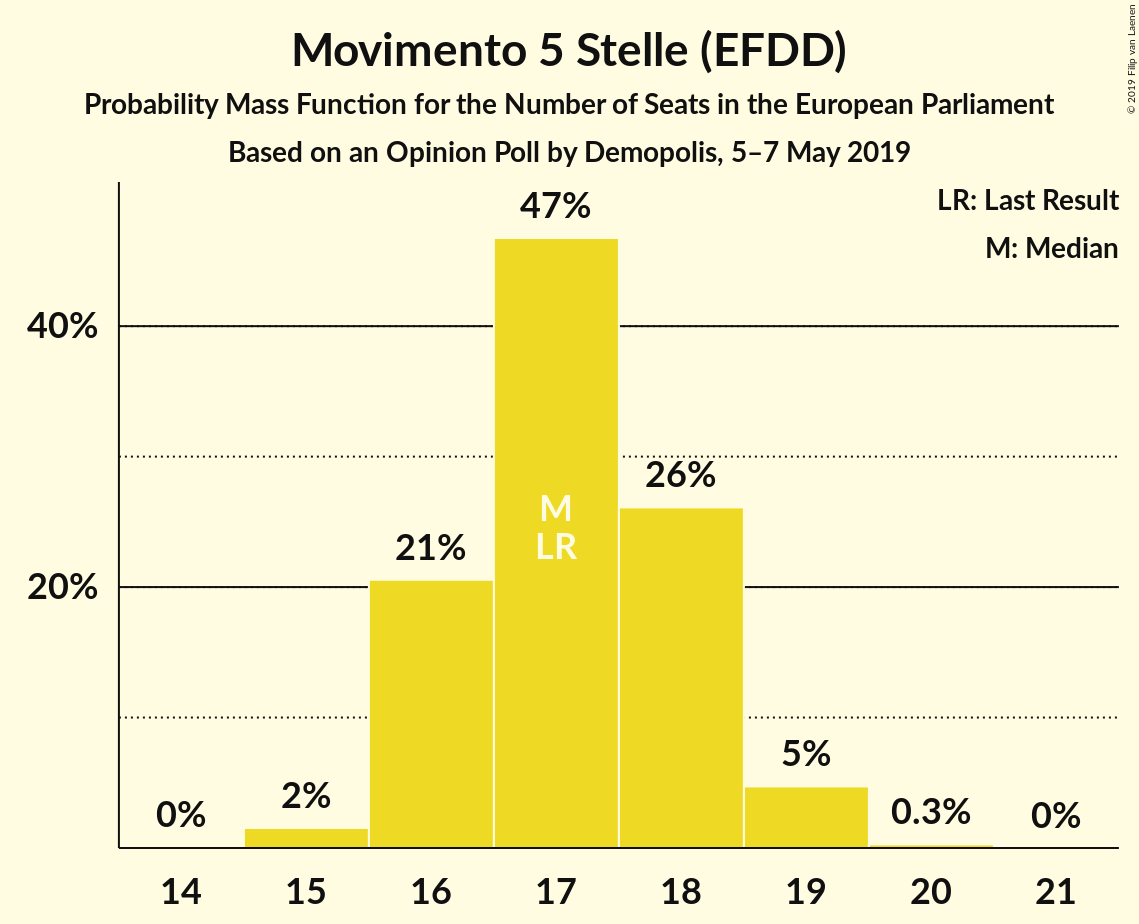 Movimento 5 Stelle (EFDD)
Probability Mass Function for the Number of Seats in the European Parliament
Based on an Opinion Poll by Demopolis, 5–7 May 2019
© 2019 Filip van Laenen
LR: Last Result
M: Median
40%
20%
0%
2%
21%
47%
M
LR
26%
5%
0.3%
0%
14 15 16 17 18 19 20 21